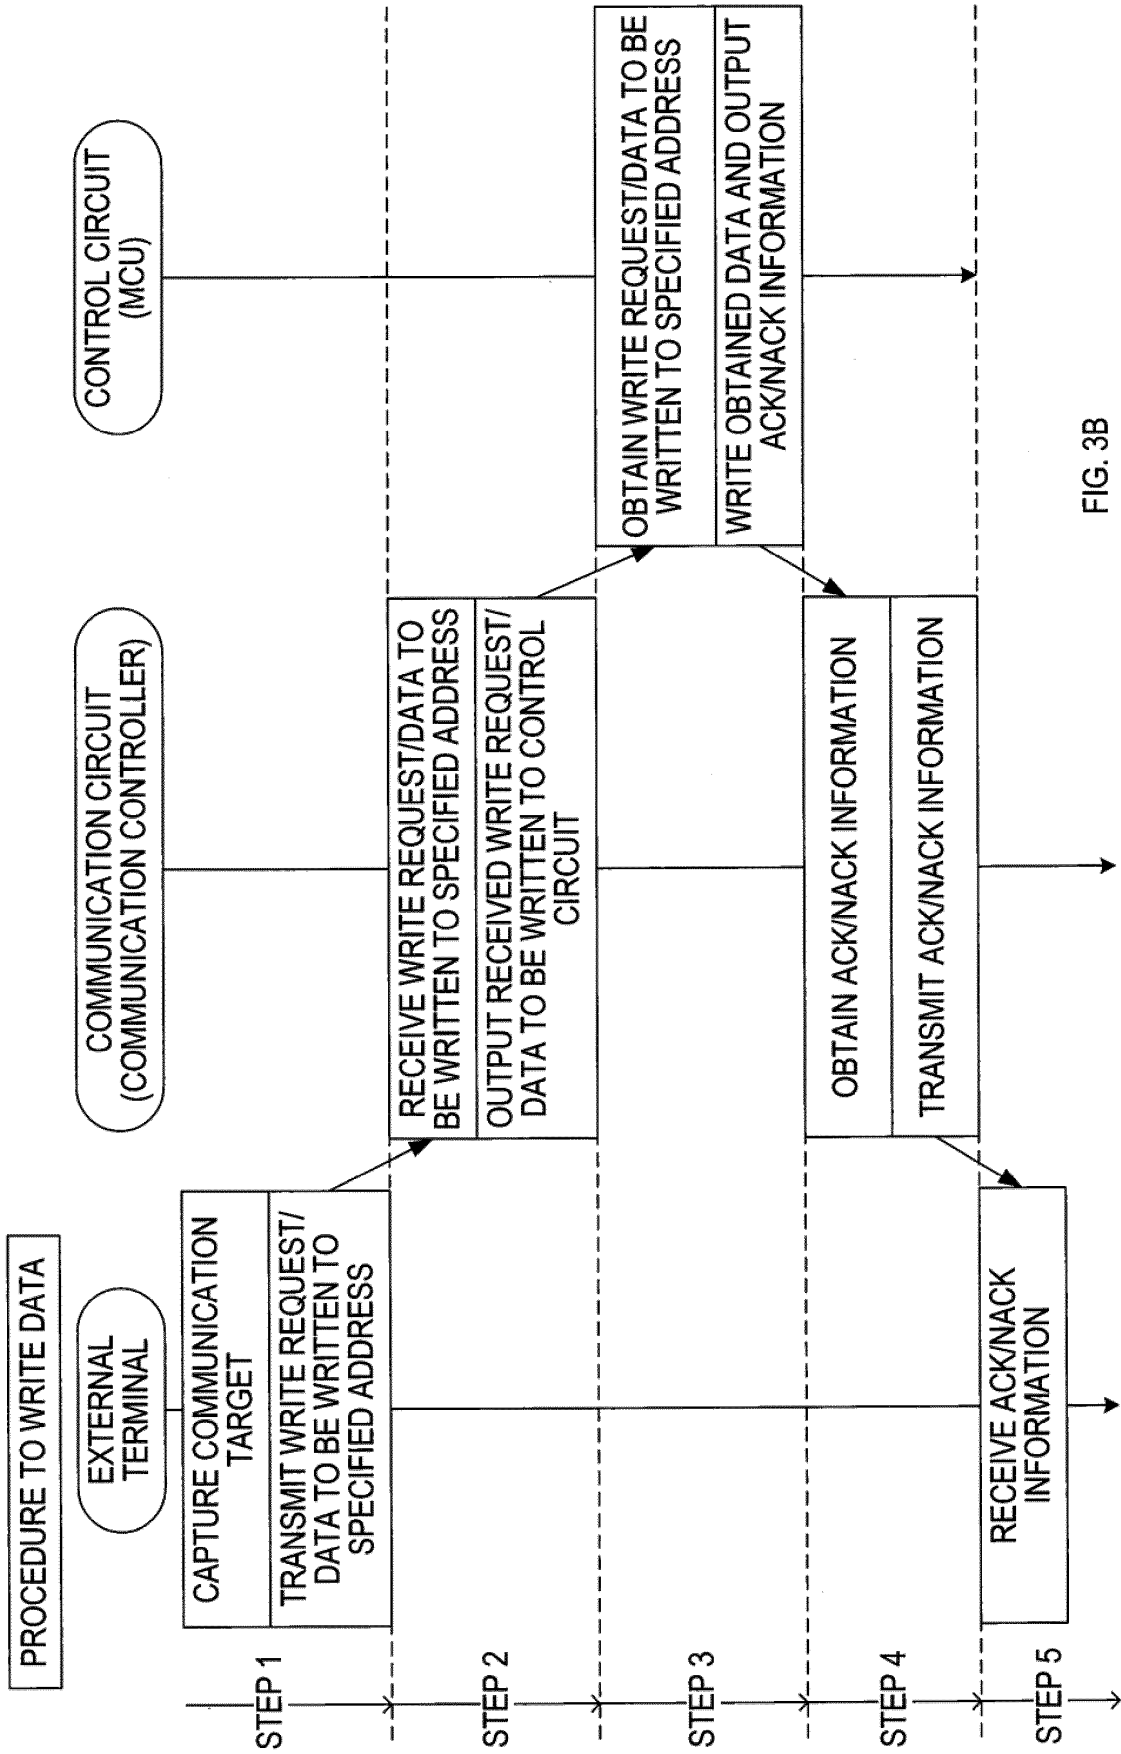 PROCEDURE TO WRITE DATA
EXTERNAL
TERMINAL
COMMUNICATION CIRCUIT
(COMMUNICATION CONTROLLER)
CONTROL CIRCUIT
(MCU)
STEP 1
CAPTURE COMMUNICATION
TARGET
TRANSMIT WRITE REQUEST/
DATA TO BE WRITTEN TO
SPECIFIED ADDRESS
STEP 2
RECEIVE WRITE REQUEST/DATA TO
BE WRITTEN TO SPECIFIED ADDRESS
OUTPUT RECEIVED WRITE REQUEST/
DATA TO BE WRITTEN TO CONTROL
CIRCUIT
STEP 3
OBTAIN WRITE REQUEST/DATA TO BE
WRITTEN TO SPECIFIED ADDRESS
WRITE OBTAINED DATA AND OUTPUT
ACK/NACK INFORMATION
STEP 4
OBTAIN ACK/NACK INFORMATION
TRANSMIT ACK/NACK INFORMATION
STEP 5
RECEIVE ACK/NACK
INFORMATION
FIG. 3B